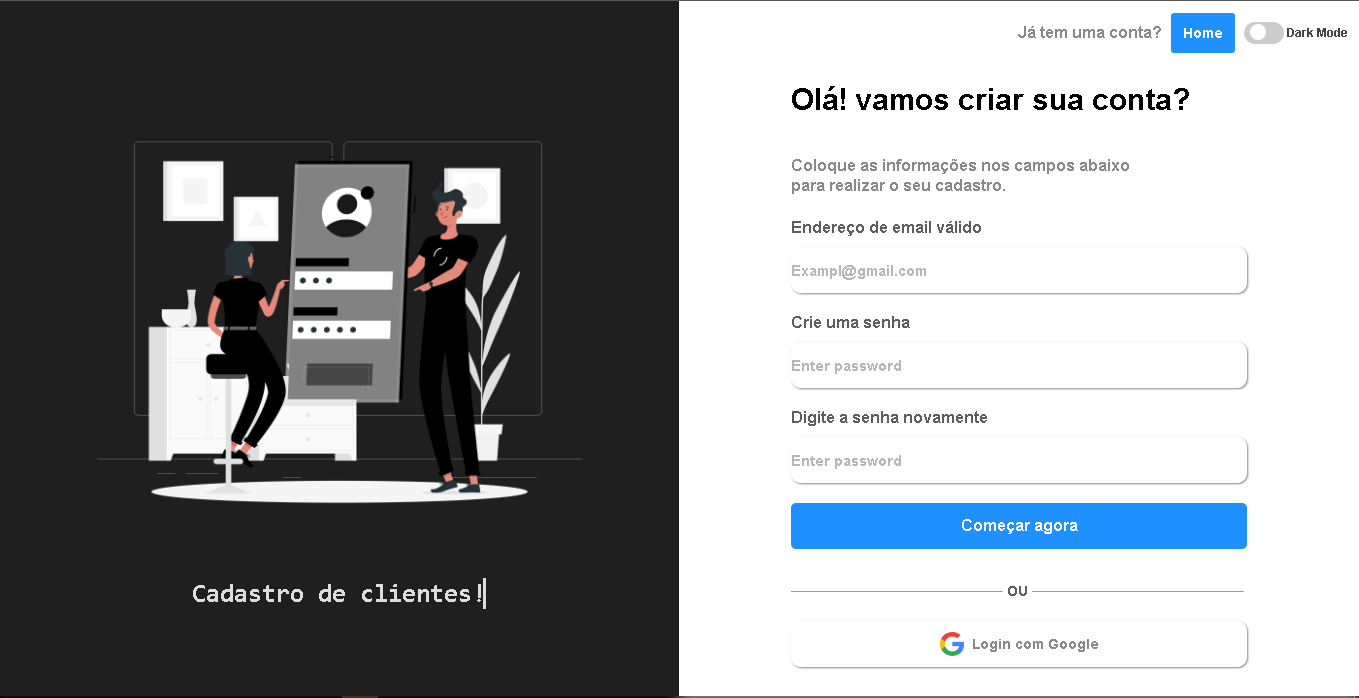 Já tem uma conta?
Home
Dark Mode
Olá! vamos criar sua conta?
Coloque as informações nos campos abaixo
para realizar o seu cadastro.
Endereço de email válido
Exampl@gmail.com
Crie uma senha
Enter password
Digite a senha novamente
Enter password
Começar agora
OU
Login com Google
Cadastro de clientes!